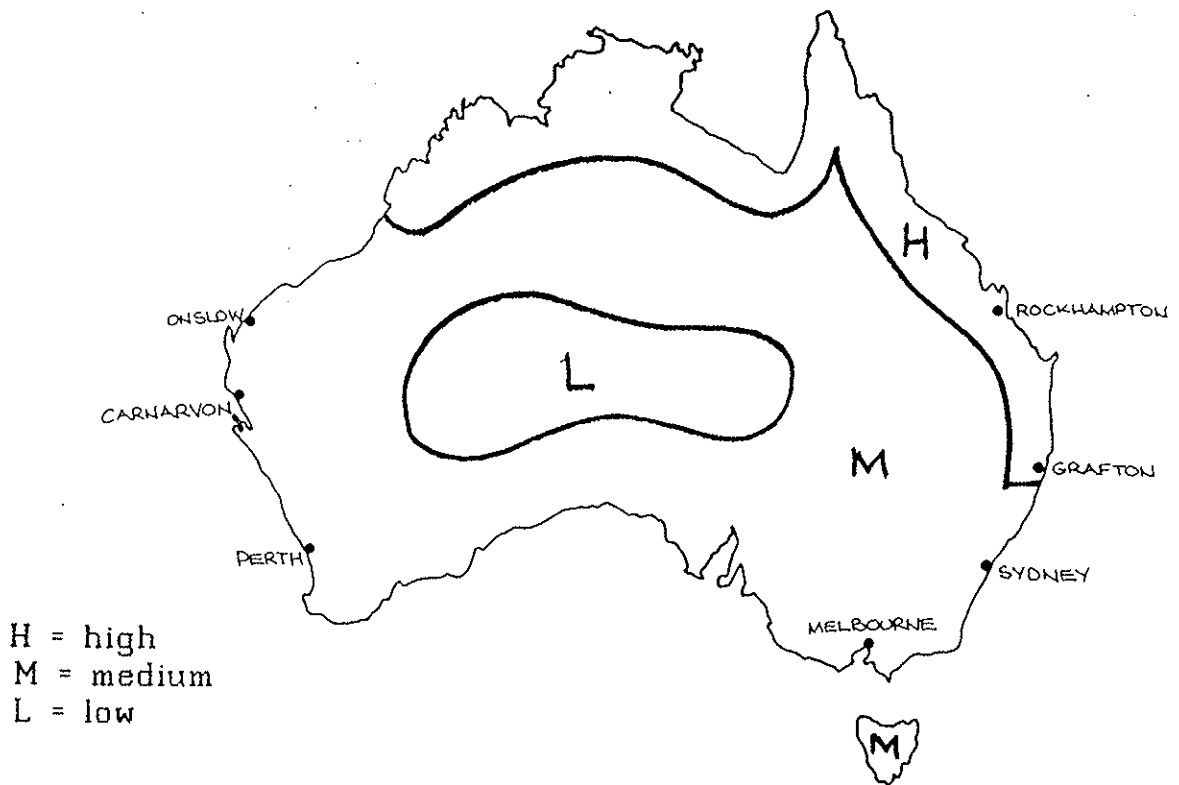 H
ONSLOW
ROCKHAMPTON
L
CARNARVON
M
GRAFTON
PERTH
SYDNEY
MELBOURNE
H = high
M = medium
L = low
M